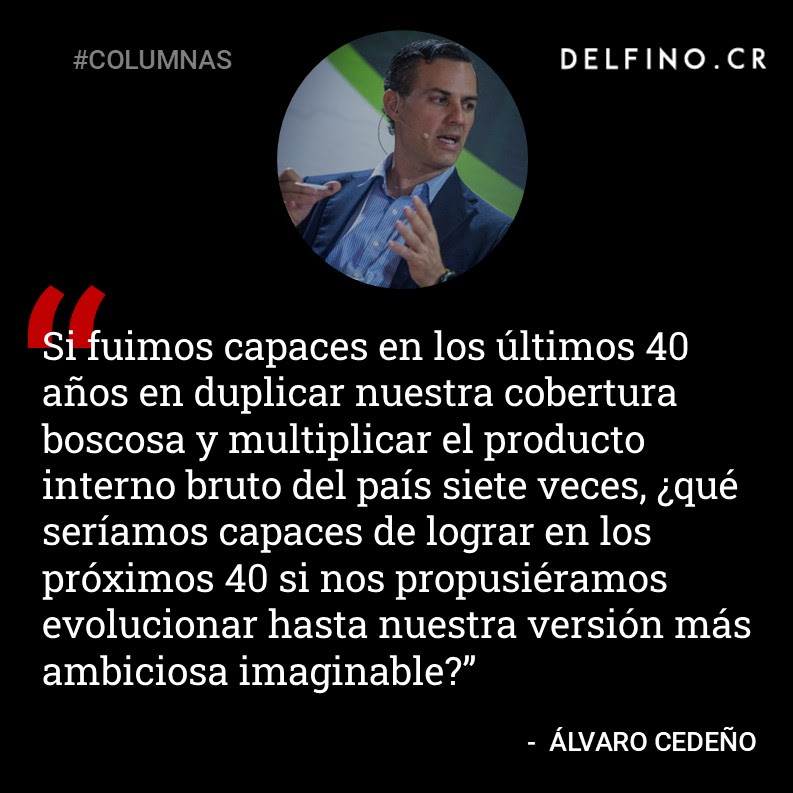 #COLUMNAS
DELFINO.CR
“
Si fuimos capaces en los últimos 40
años en duplicar nuestra cobertura
boscosa y multiplicar el producto
interno bruto del país siete veces, ¿qué
seríamos capaces de lograr en los
próximos 40 si nos propusiéramos
evolucionar hasta nuestra versión más
ambiciosa imaginable?”
- ÁLVARO CEDEÑO